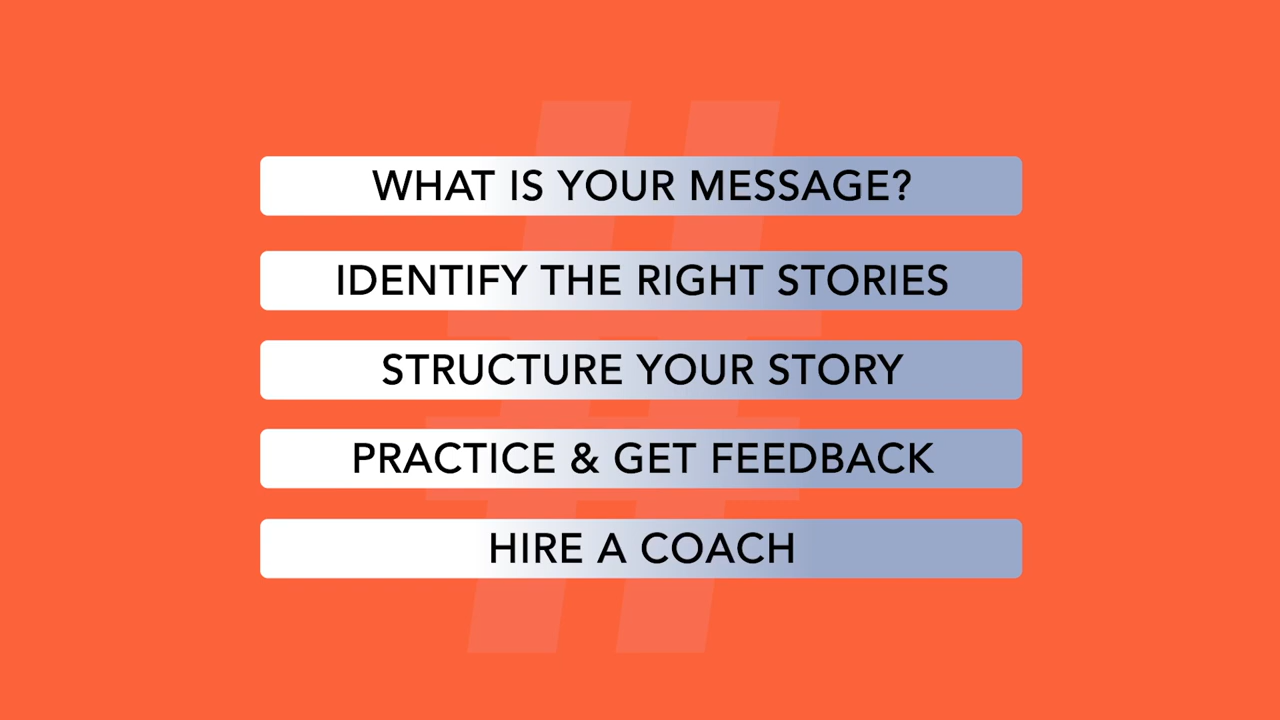 WHAT IS YOUR MESSAGE?
IDENTIFY THE RIGHT STORIES
STRUCTURE YOUR STORY
PRACTICE & GET FEEDBACK
HIRE A COACH